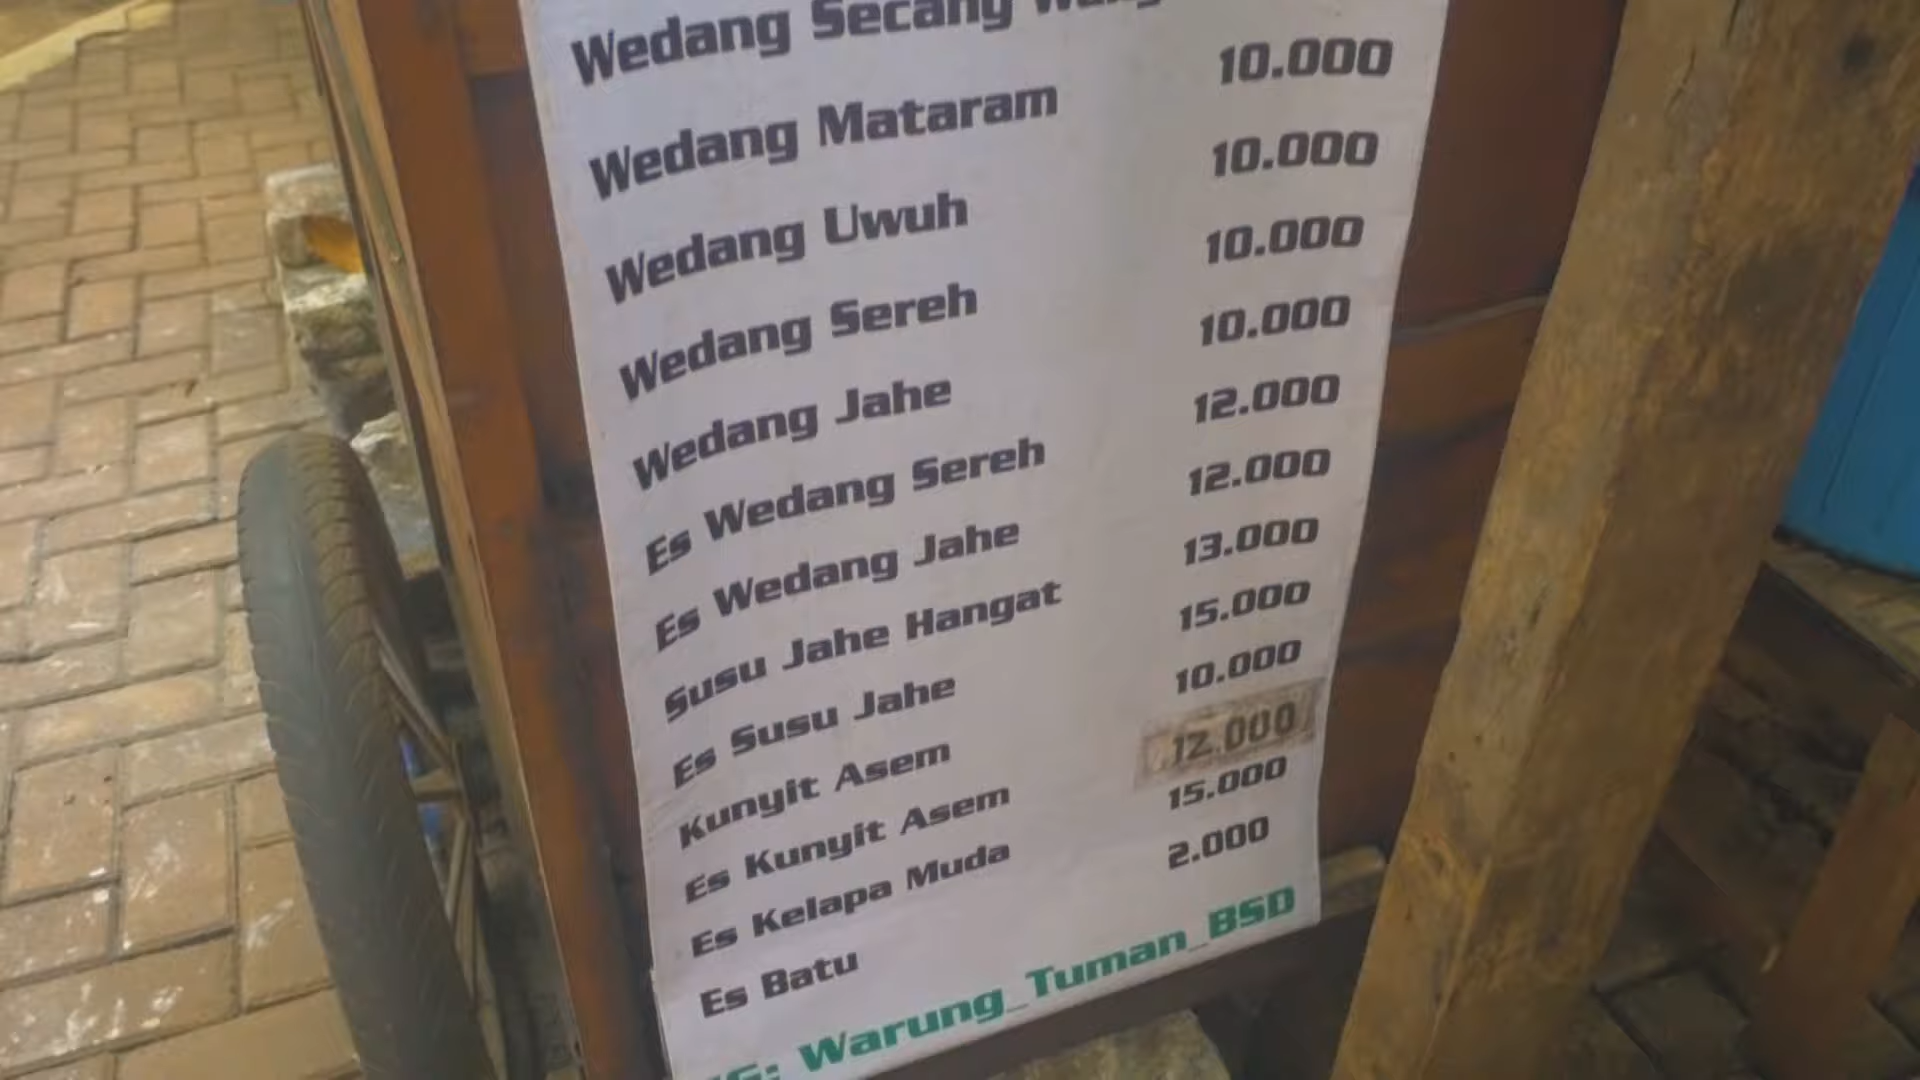 Wedang Secang
Wedang Mataram 10.000
Wedang Uwuh 10.000
Wedang Sereh 10.000
Wedang Jahe 10.000
Es Wedang Sereh 12.000
Es Wedang Jahe 12.000
Susu Jahe Hangat 13.000
Es Susu Jahe 15.000
Kunyit Asem 10.000
Es Kunyit Asem 12.000
Es Kelapa Muda 15.000
Es Batu 2.000
Warung_Tuman_BSD